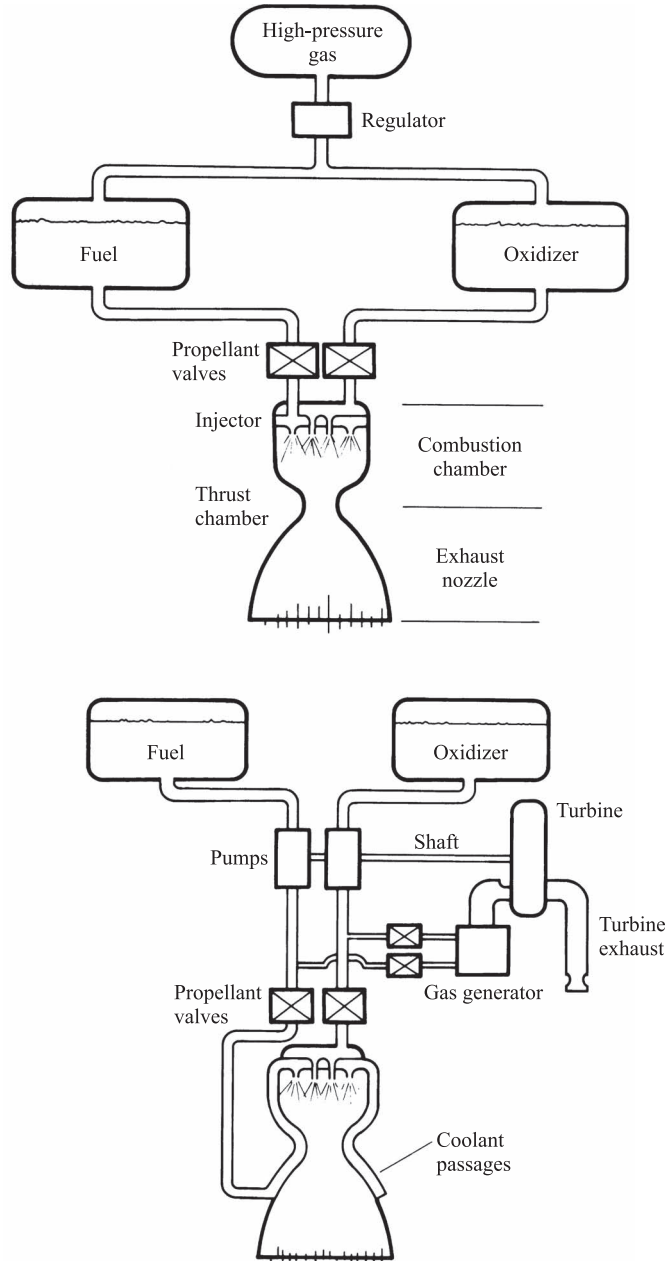 High-pressure
gas
Regulator
Fuel
Oxidizer
Propellant
valves
Injector
Combustion
chamber
Thrust
chamber
Exhaust
nozzle
Fuel
Oxidizer
Turbine
Shaft
Pumps
Turbine
exhaust
Gas generator
Propellant
valves
Coolant
passages